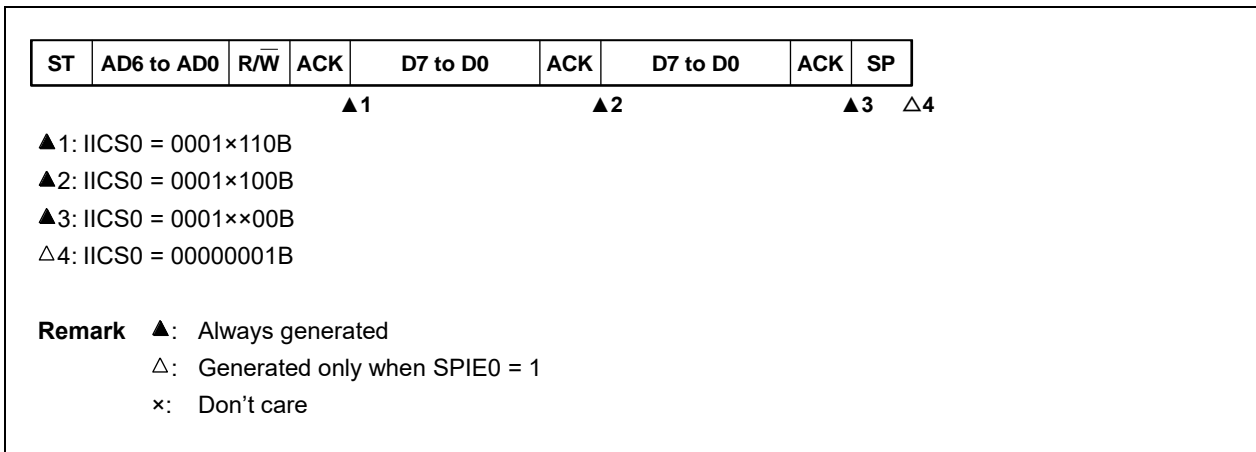 ST AD6 to AD0 R/W̅ ACK D7 to D0 ACK D7 to D0 ACK SP
▲1 ▲2 ▲3 △4
▲1: IICS0 = 0001×110B
▲2: IICS0 = 0001×100B
▲3: IICS0 = 0001××00B
△4: IICS0 = 00000001B
Remark ▲: Always generated
△: Generated only when SPIE0 = 1
×: Don't care